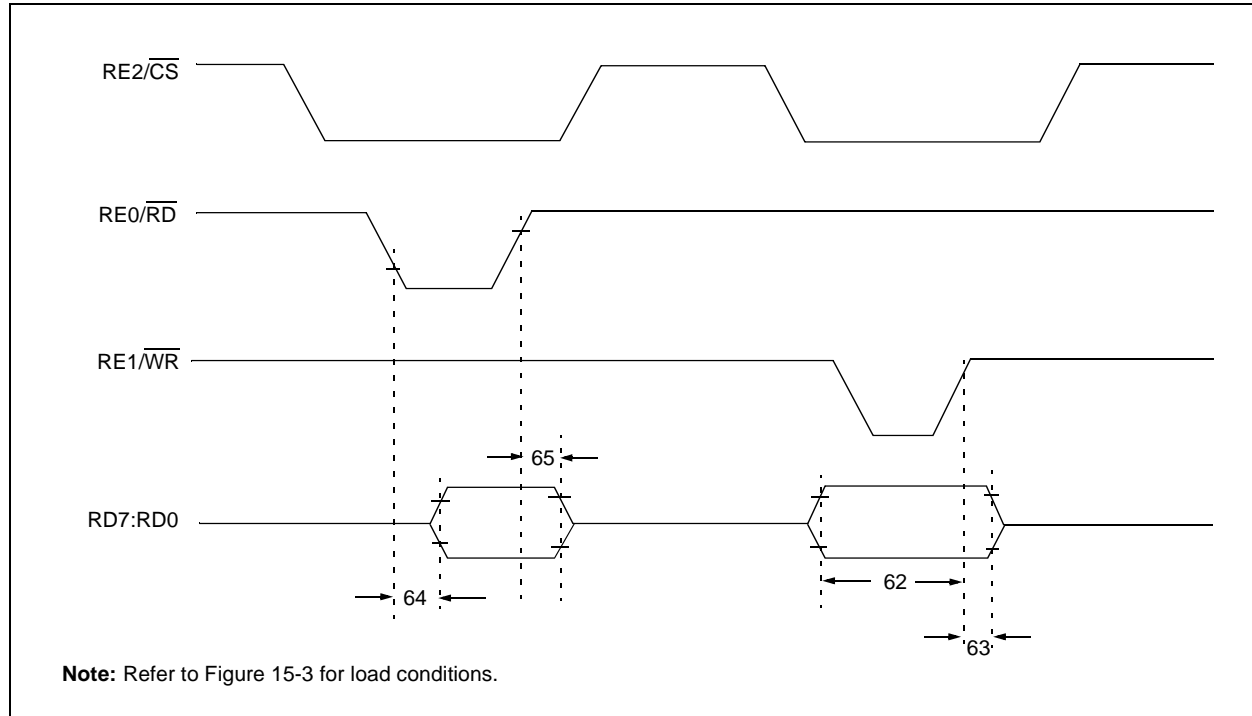 RE2/CS
RE0/RD
RE1/WR
65
RD7:RD0
64
62
63
Note: Refer to Figure 15-3 for load conditions.